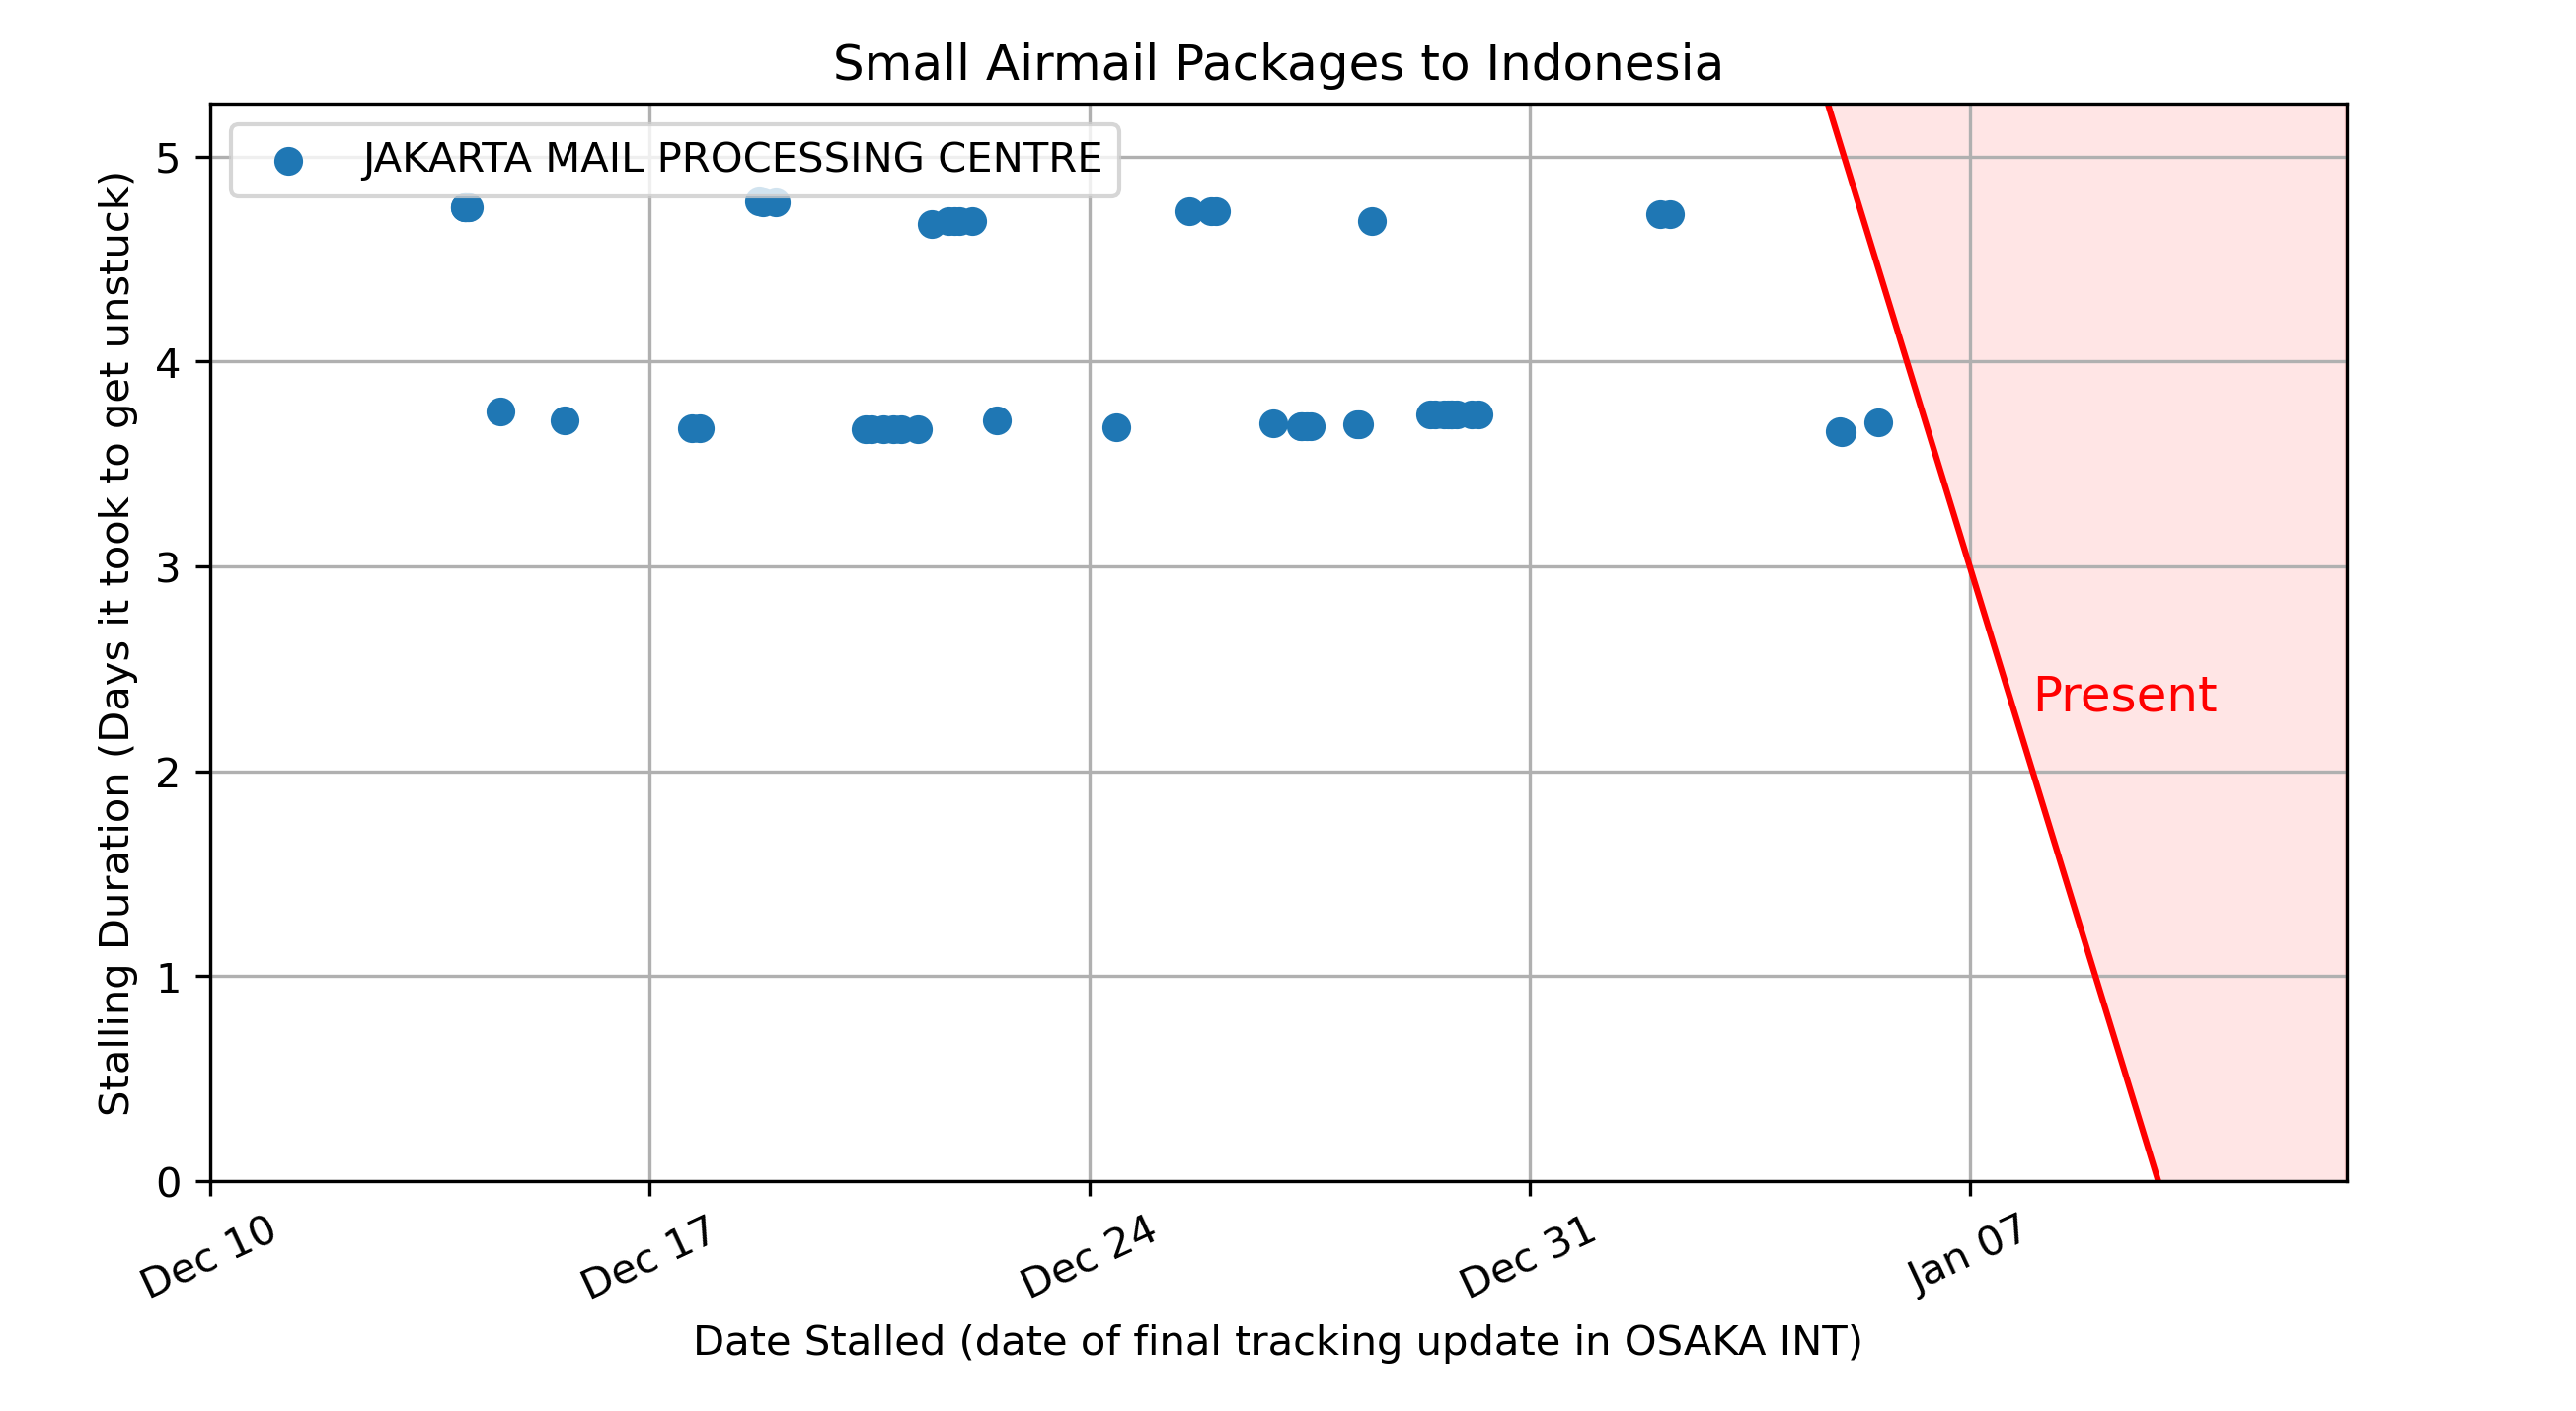 Small Airmail Packages to Indonesia
JAKARTA MAIL PROCESSING CENTRE
Stalling Duration (Days it took to get unstuck)
5
4
3
2
1
0
Present
Dec 10
Dec 17
Dec 24
Dec 31
Jan 07
Date Stalled (date of final tracking update in OSAKA INT)